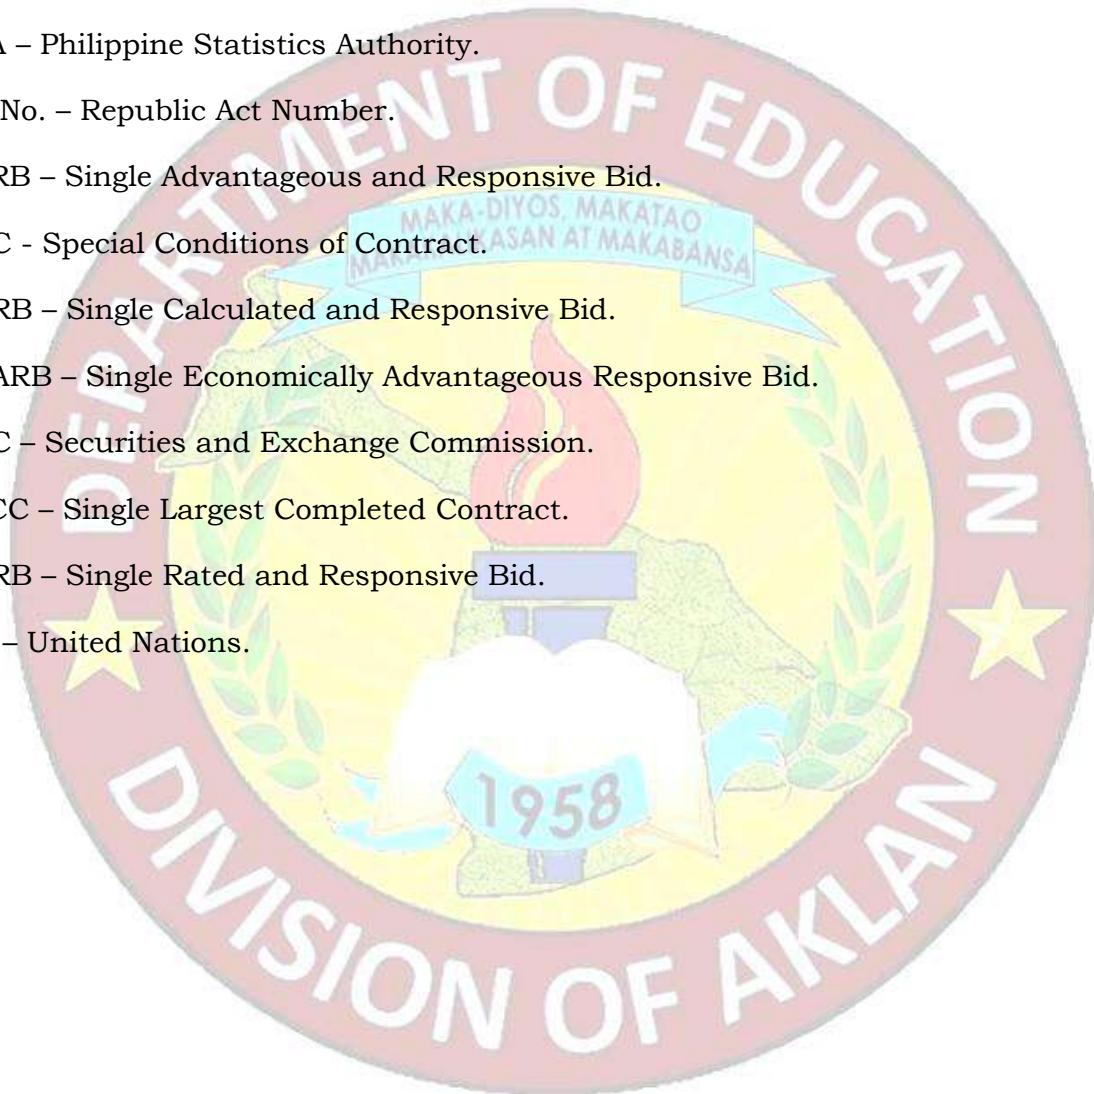 A – Philippine Statistics Authority.
No. – Republic Act Number.
RB – Single Advantageous and Responsive Bid.
C - Special Conditions of Contract.
RB – Single Calculated and Responsive Bid.
ARB – Single Economically Advantageous Responsive Bid.
C – Securities and Exchange Commission.
CC – Single Largest Completed Contract.
RB – Single Rated and Responsive Bid.
– United Nations.
DEPARTMENT OF EDUCATION
MAKA-DIYOS, MAKATAO
AT MAKABANSA
1958
DIVISION OF AKLAN